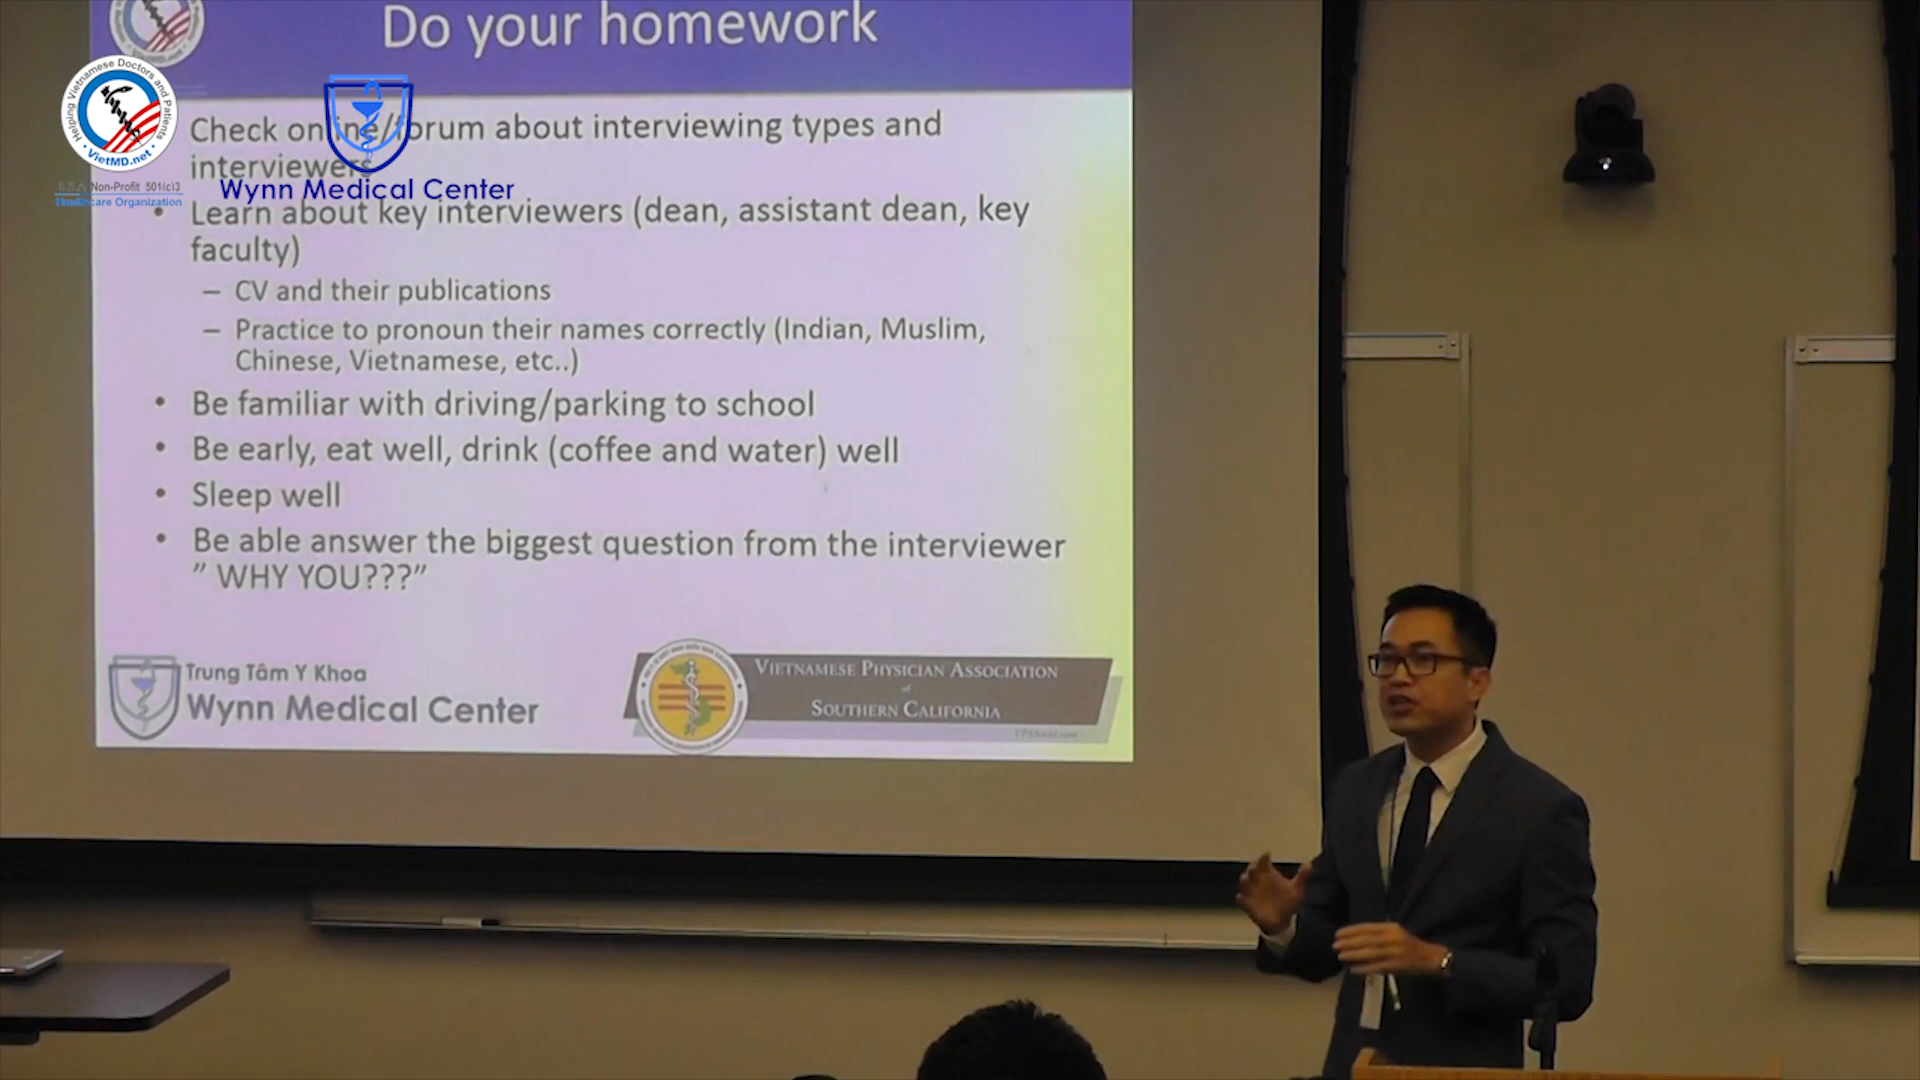 Do your homework
Helping Vietnamese Doctors and Patients
VietMD.net
U.S.A Non-Profit 501(c)3
Healthcare Organization
Wynn Medical Center
Check online/forum about interviewing types and
interviewers
• Learn about key interviewers (dean, assistant dean, key
faculty)
– CV and their publications
– Practice to pronoun their names correctly (Indian, Muslim,
Chinese, Vietnamese, etc..)
• Be familiar with driving/parking to school
• Be early, eat well, drink (coffee and water) well
• Sleep well
• Be able answer the biggest question from the interviewer
” WHY YOU???”
Trung Tâm Y Khoa
Wynn Medical Center
VIETNAMESE PHYSICIAN ASSOCIATION
of
SOUTHERN CALIFORNIA